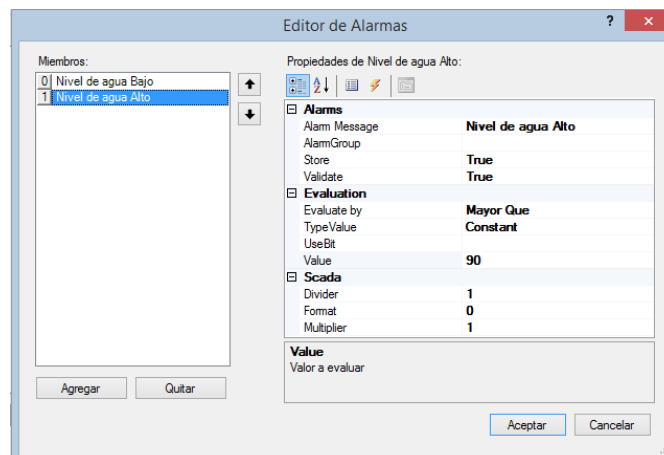 Editor de Alarmas
? ×
Miembros:
0 Nivel de agua Bajo
1 Nivel de agua Alto
Agregar
Quitar
Propiedades de Nivel de agua Alto:
Alarms
Alarm Message Nivel de agua Alto
AlarmGroup
Store True
Validate True
Evaluation
Evaluate by Mayor Que
TypeValue Constant
UseBit
Value 90
Scada
Divider 1
Format 0
Multiplier 1
Value
Valor a evaluar
Aceptar
Cancelar